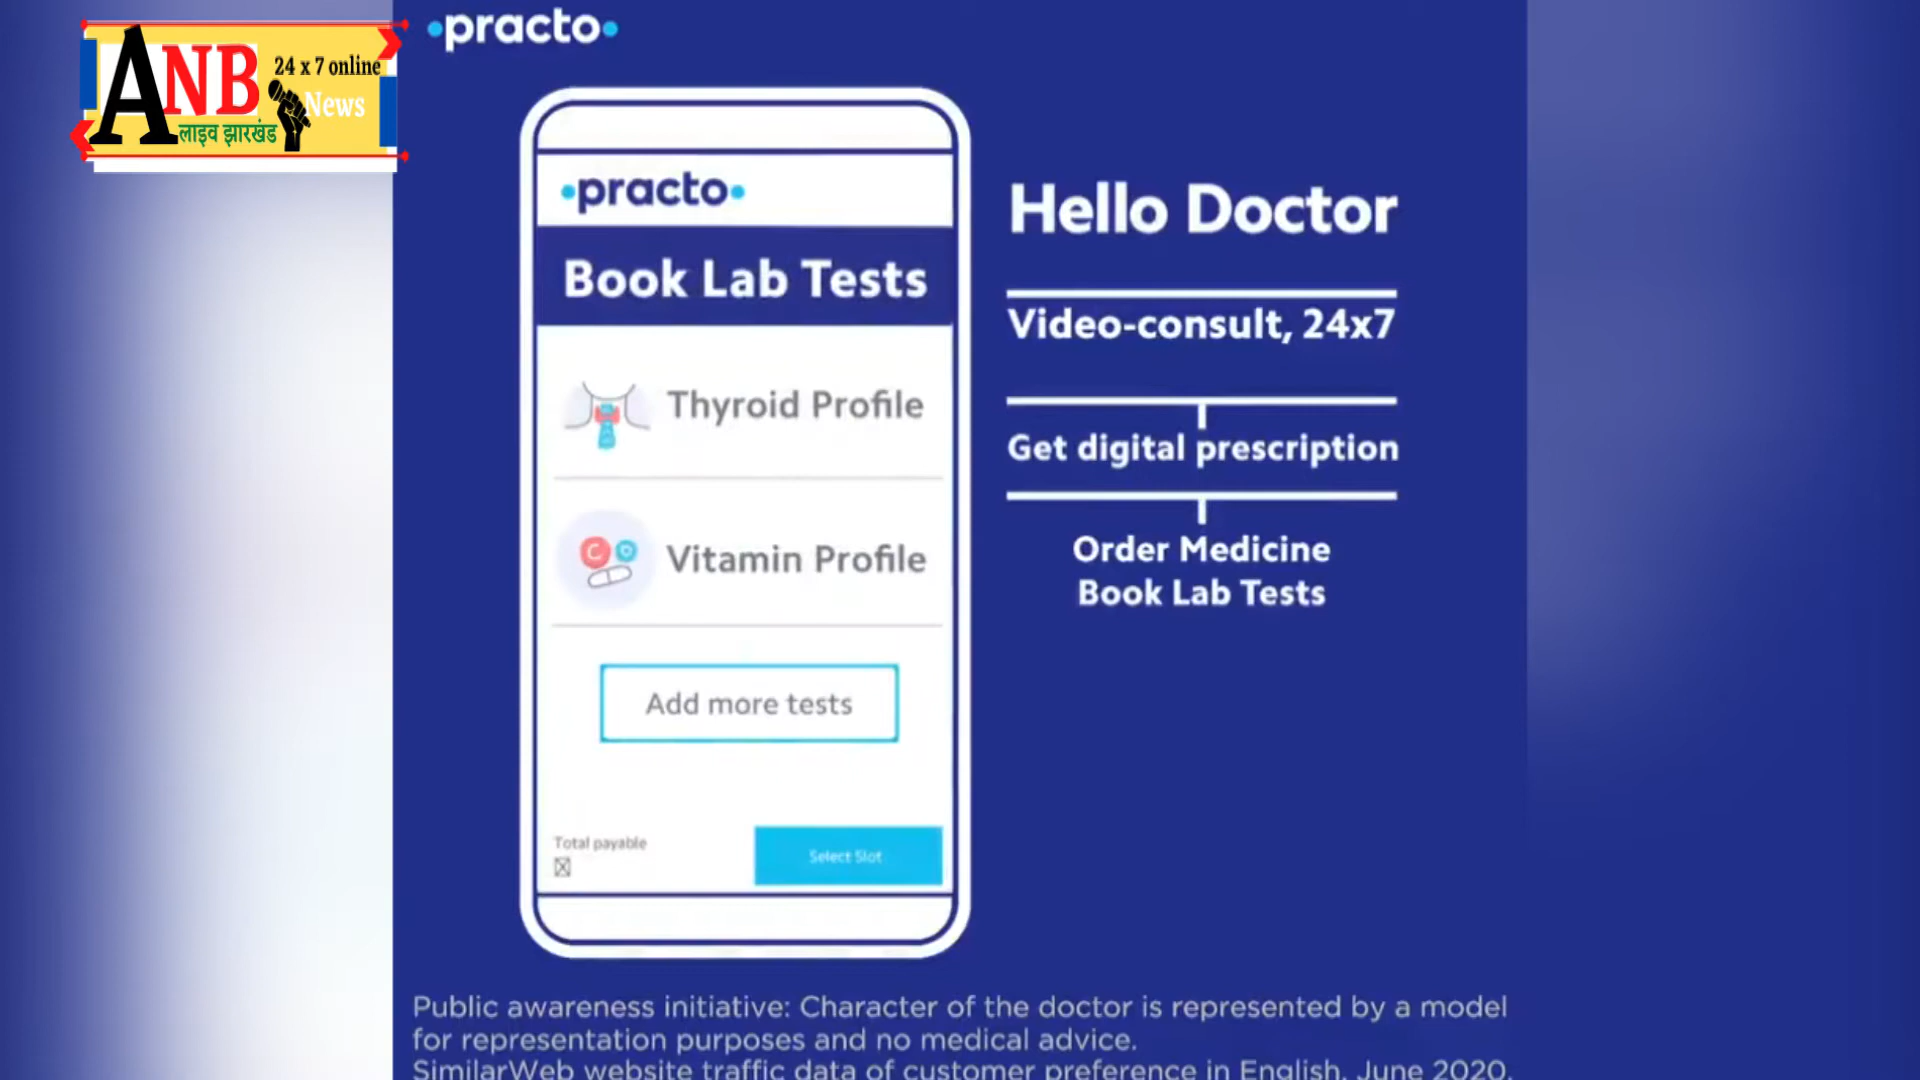 ANB
24 x 7 online
News
लाइव झारखंड
practo
practo
Book Lab Tests
Thyroid Profile
C
D
Vitamin Profile
Add more tests
Total payable
Select Slot
Hello Doctor
Video-consult, 24x7
Get digital prescription
Order Medicine
Book Lab Tests
Public awareness initiative: Character of the doctor is represented by a model
for representation purposes and no medical advice.
SimilarWeb website traffic data of customer preference in English, June 2020.